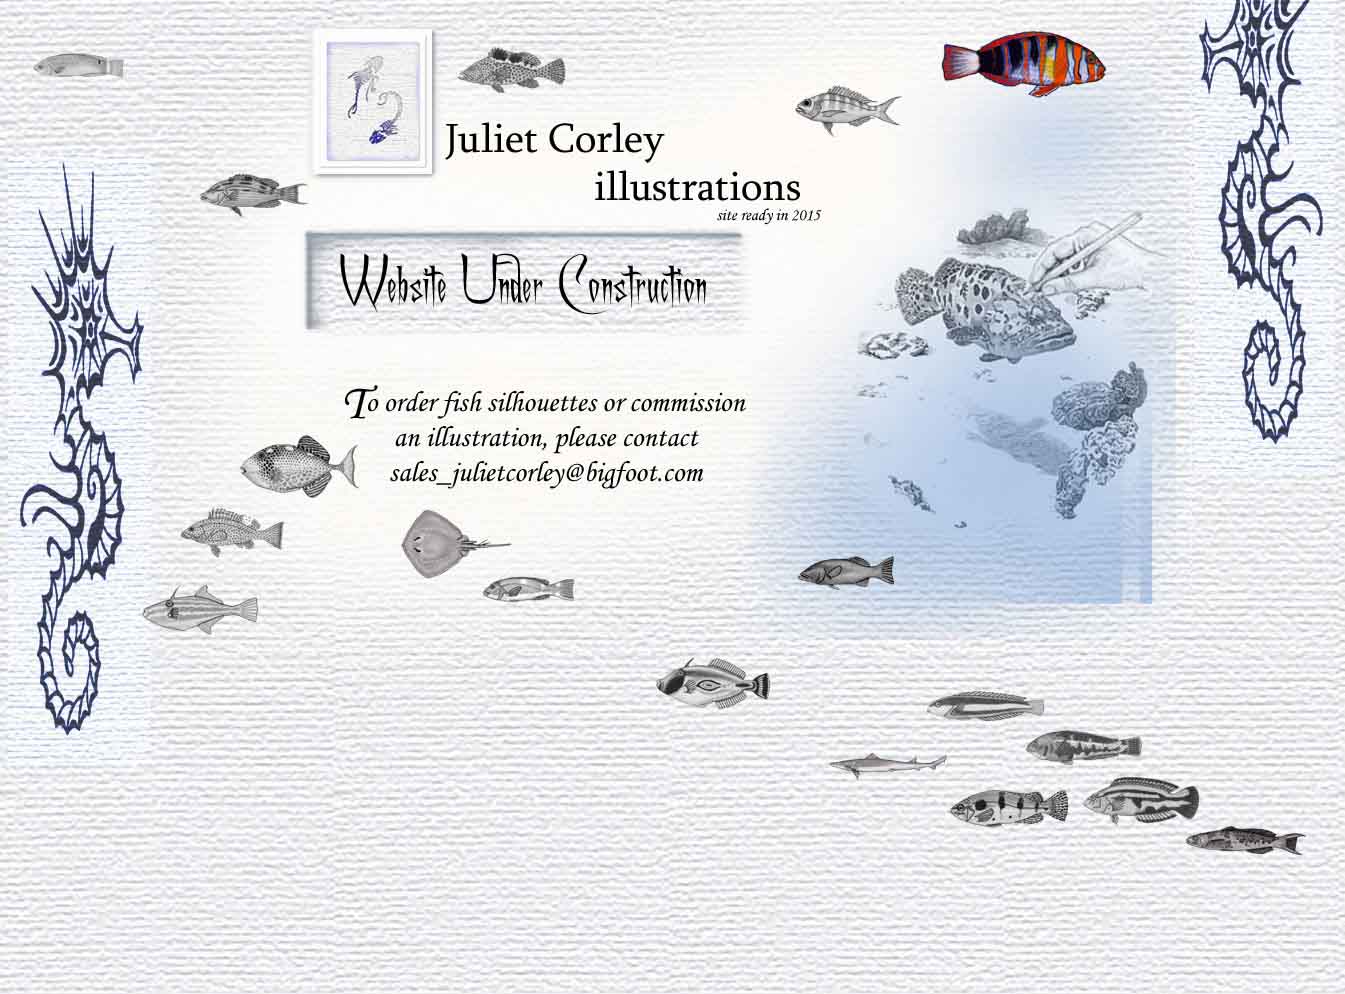 Juliet Corley
illustrations
site ready in 2015
Website Under Construction
To order fish silhouettes or commission
an illustration, please contact
sales_julietcorley@bigfoot.com